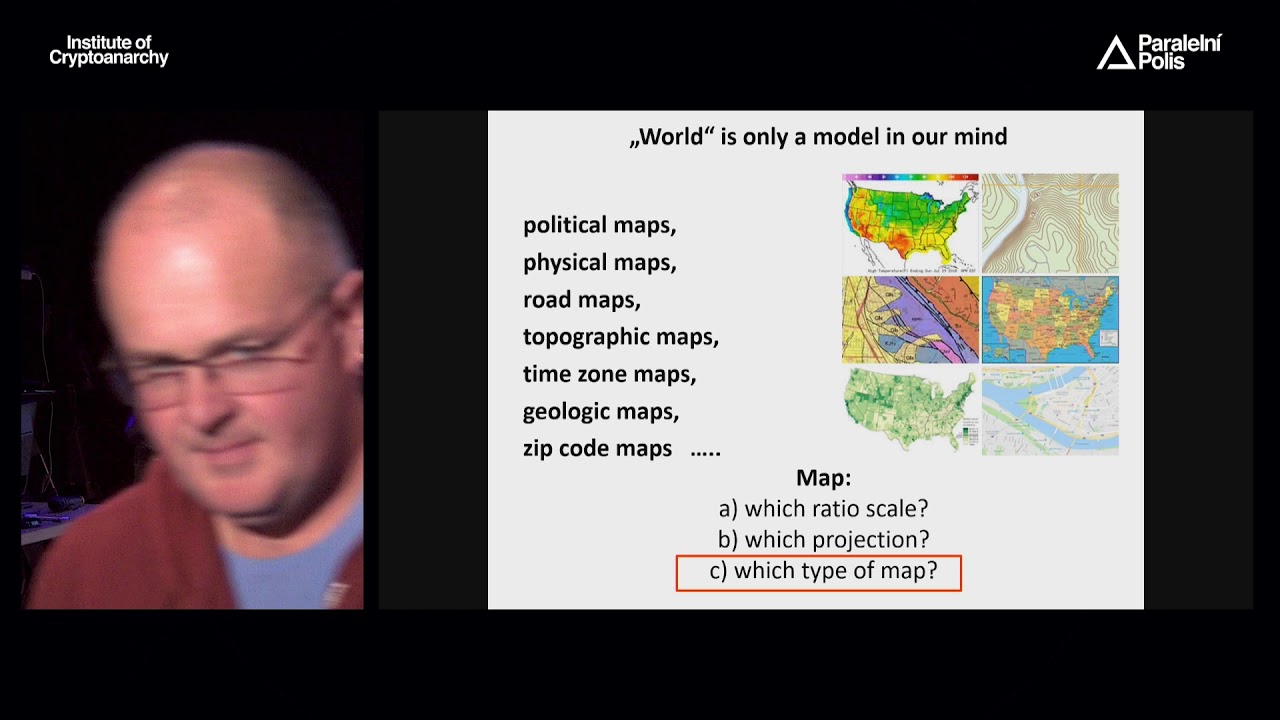 Institute of
Cryptoanarchy
Paralelní
Polis
„World“ is only a model in our mind
political maps,
physical maps,
road maps,
topographic maps,
time zone maps,
geologic maps,
zip code maps .....
Map:
a) which ratio scale?
b) which projection?
c) which type of map?